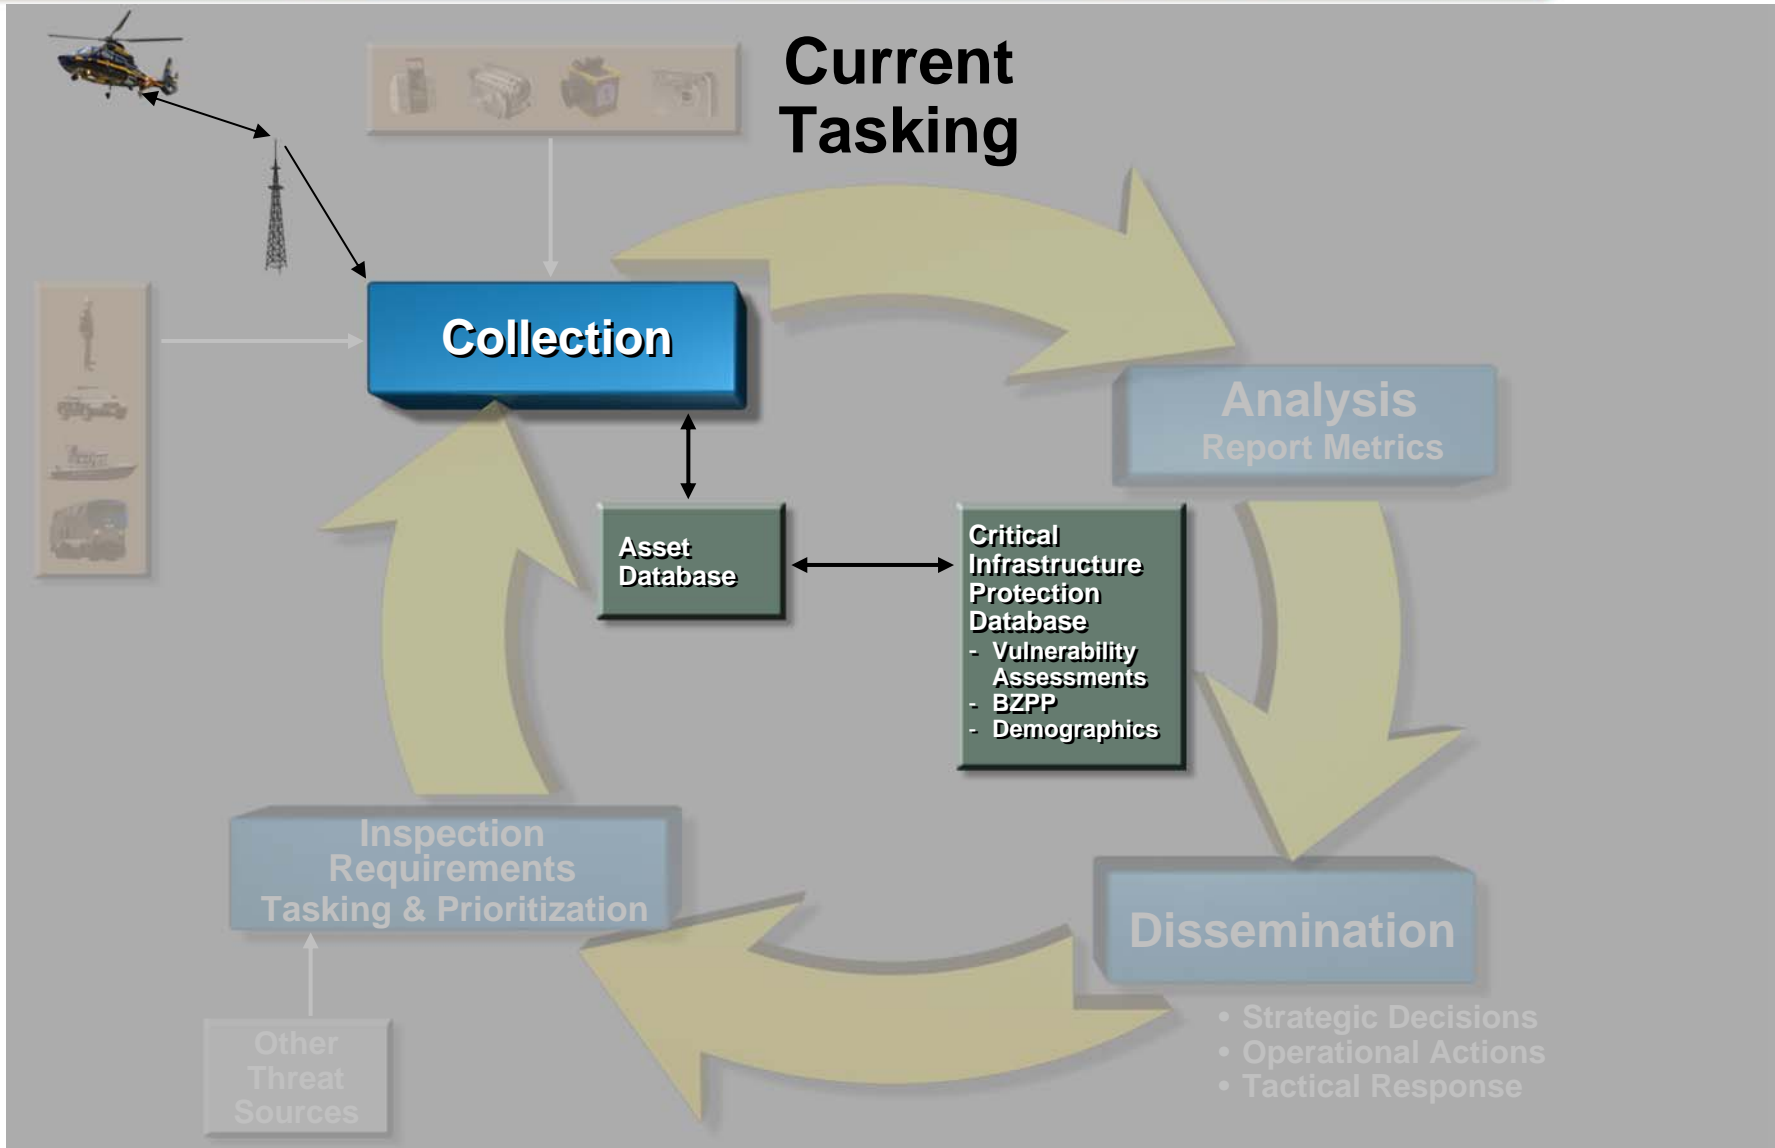 Current
Tasking
Collection
Analysis
Report Metrics
Asset
Database
Critical
Infrastructure
Protection
Database
- Vulnerability
Assessments
- BZPP
- Demographics
Inspection
Requirements
Tasking & Prioritization
Dissemination
• Strategic Decisions
• Operational Actions
• Tactical Response
Other
Threat
Sources